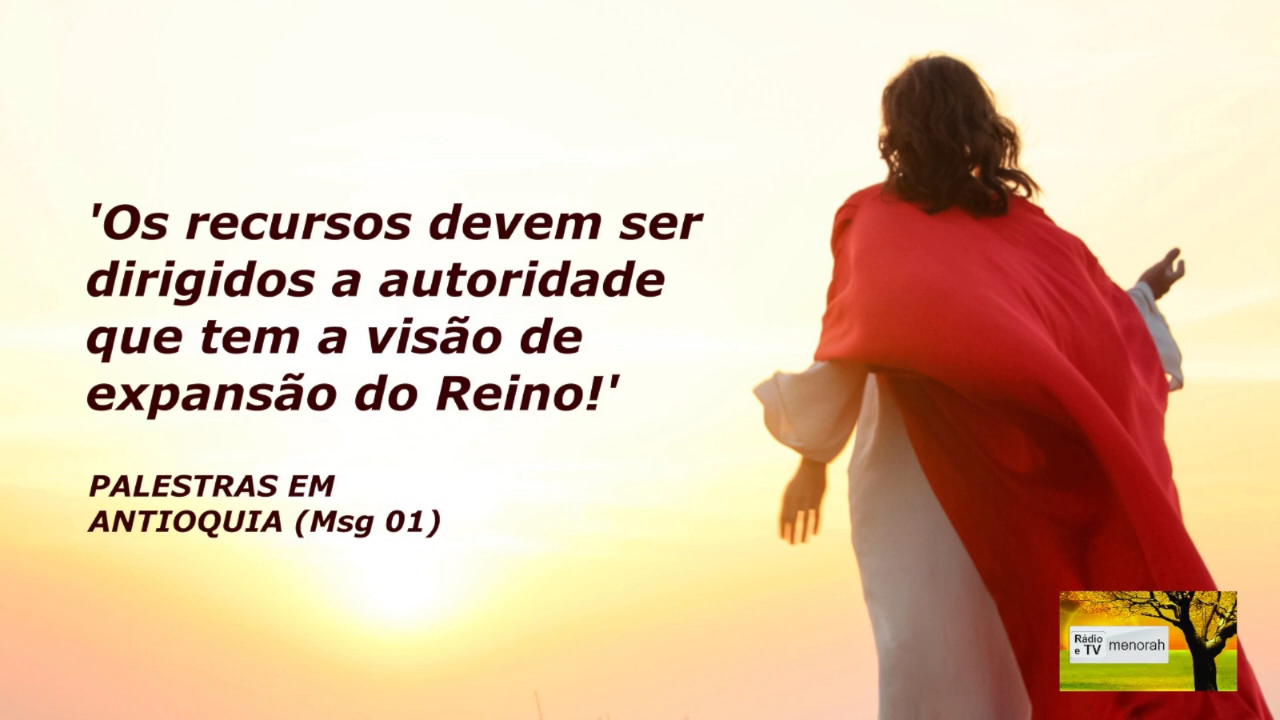 'Os recursos devem ser
dirigidos a autoridade
que tem a visão de
expansão do Reino!'
PALESTRAS EM
ANTIOQUIA (Msg 01)
Rádio
e TV menorah